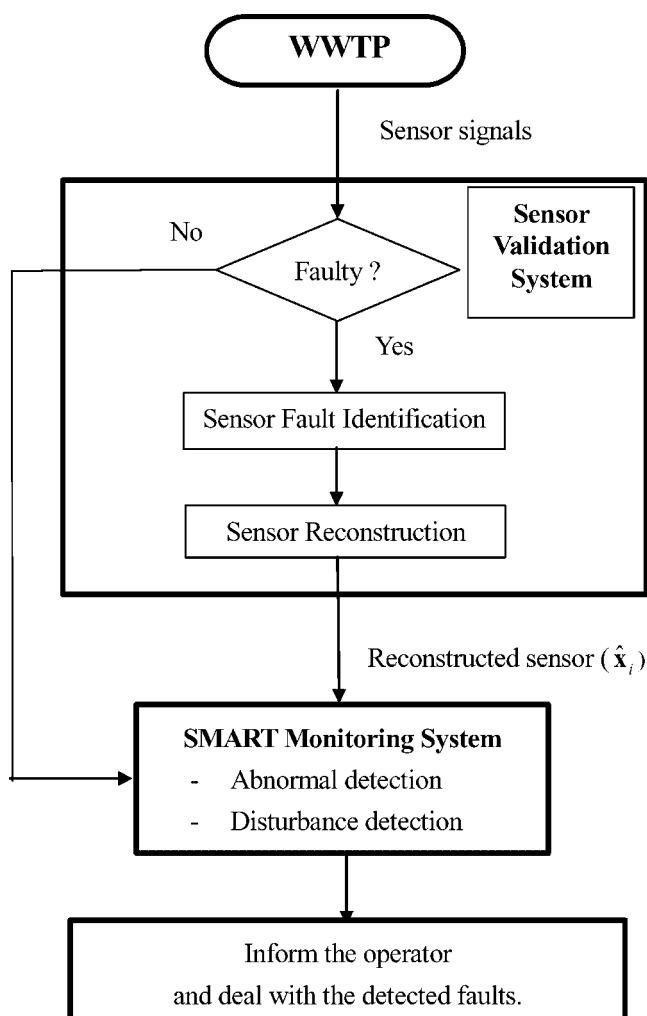 WWTP
Sensor signals
Sensor
Validation
System
No
Faulty ?
Yes
Sensor Fault Identification
Sensor Reconstruction
Reconstructed sensor ( x̂ᵢ )
SMART Monitoring System
- Abnormal detection
- Disturbance detection
Inform the operator
and deal with the detected faults.